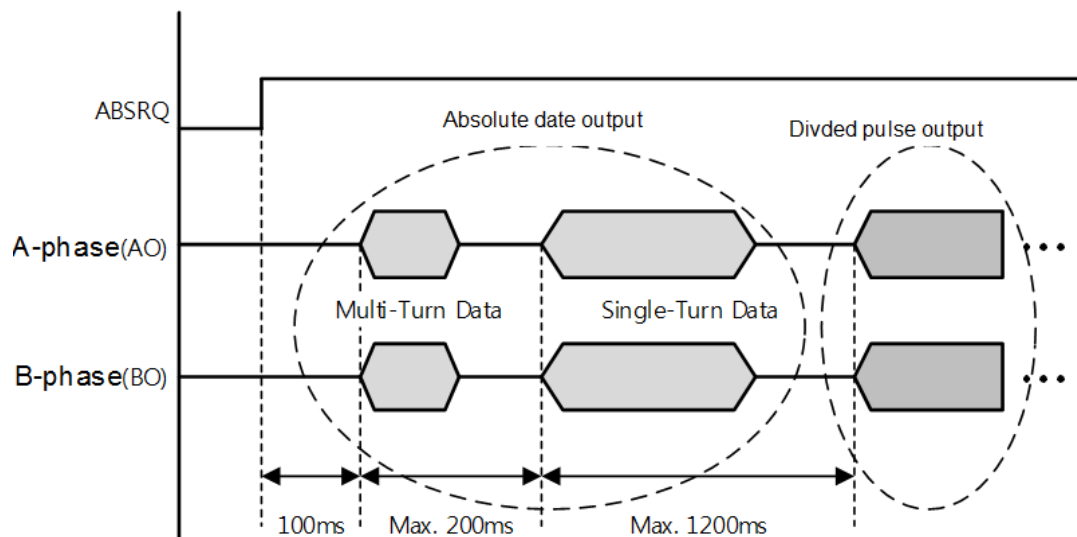 ABSRQ
Absolute date output
Divded pulse output
A-phase(AO)
Multi-Turn Data
Single-Turn Data
B-phase(BO)
100ms
Max. 200ms
Max. 1200ms